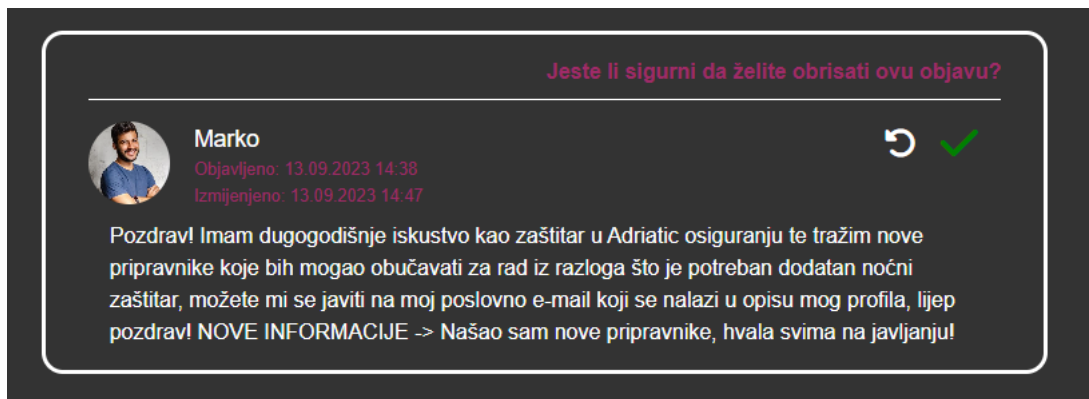 Jeste li sigurni da želite obrisati ovu objavu?
Marko
Objavljeno: 13.09.2023 14:38
Izmijenjeno: 13.09.2023 14:47
Pozdrav! Imam dugogodišnje iskustvo kao zaštitar u Adriatic osiguranju te tražim nove
pripravnike koje bih mogao obučavati za rad iz razloga što je potreban dodatan noćni
zaštitar, možete mi se javiti na moj poslovno e-mail koji se nalazi u opisu mog profila, lijep
pozdrav! NOVE INFORMACIJE -> Našao sam nove pripravnike, hvala svima na javljanju!